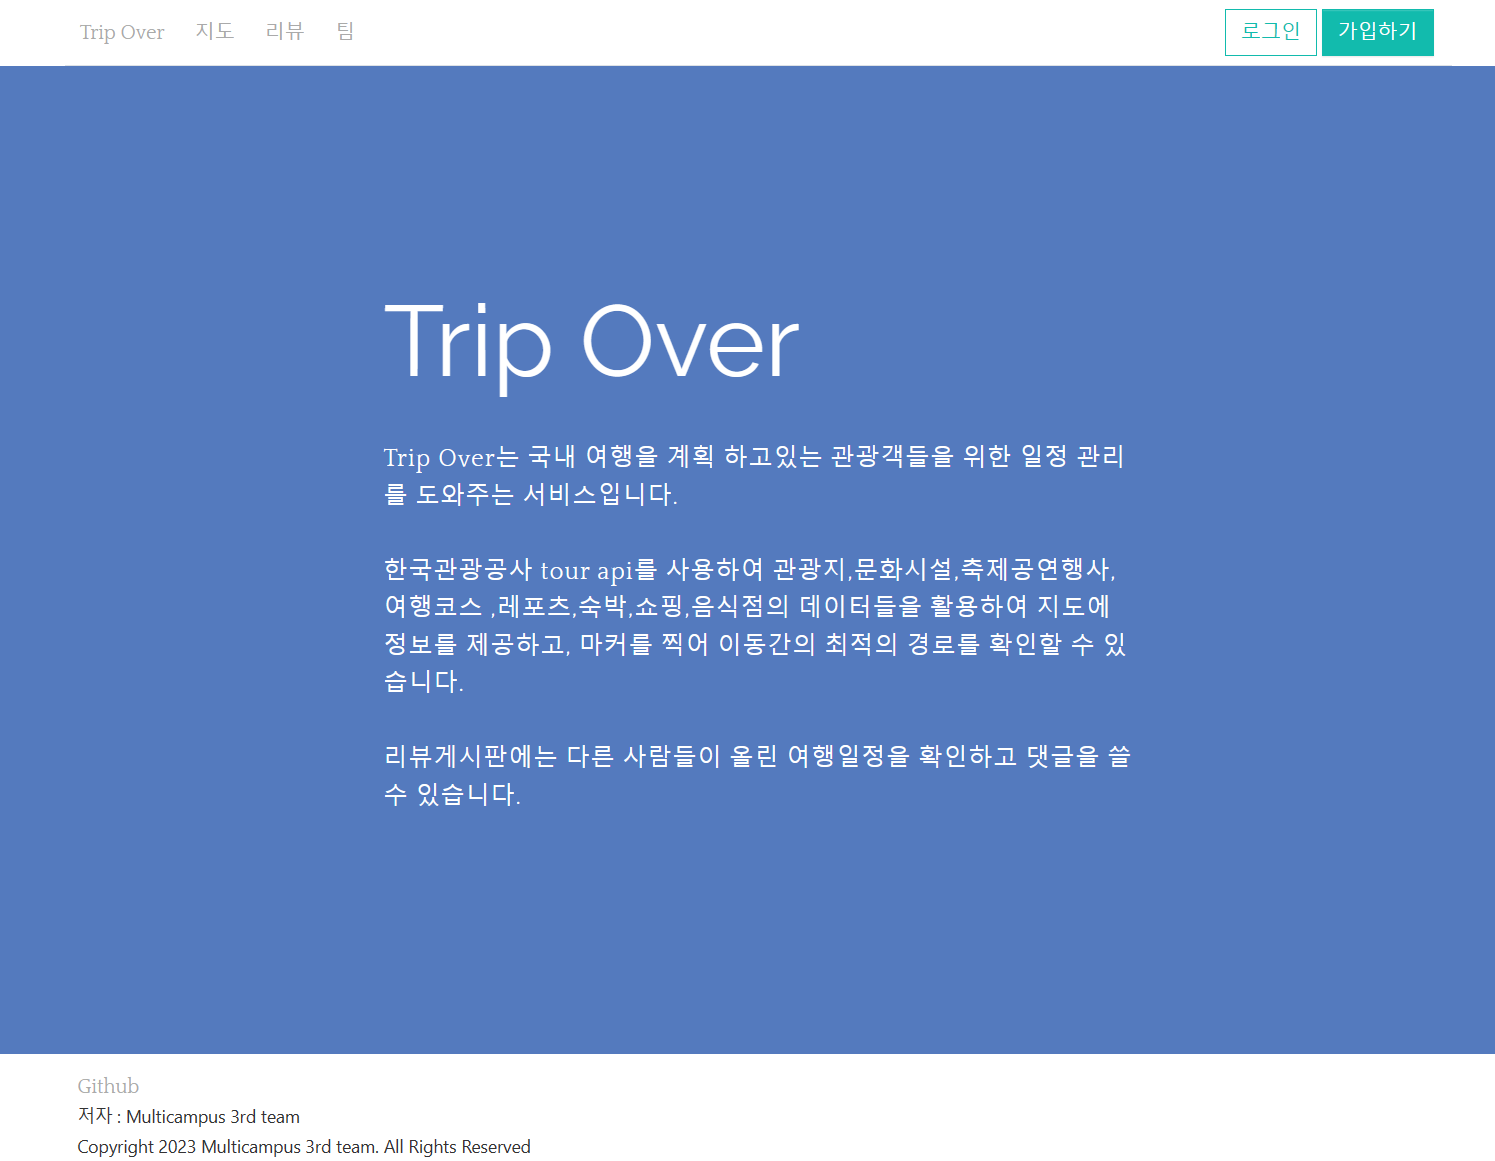 Trip Over 지도 리뷰 팀 로그인 가입하기
Trip Over
Trip Over는 국내 여행을 계획 하고있는 관광객들을 위한 일정 관리
를 도와주는 서비스입니다.
한국관광공사 tour api를 사용하여 관광지,문화시설,축제공연행사,
여행코스 ,레포츠,숙박,쇼핑,음식점의 데이터들을 활용하여 지도에
정보를 제공하고, 마커를 찍어 이동간의 최적의 경로를 확인할 수 있
습니다.
리뷰게시판에는 다른 사람들이 올린 여행일정을 확인하고 댓글을 쓸
수 있습니다.
Github
저자 : Multicampus 3rd team
Copyright 2023 Multicampus 3rd team. All Rights Reserved